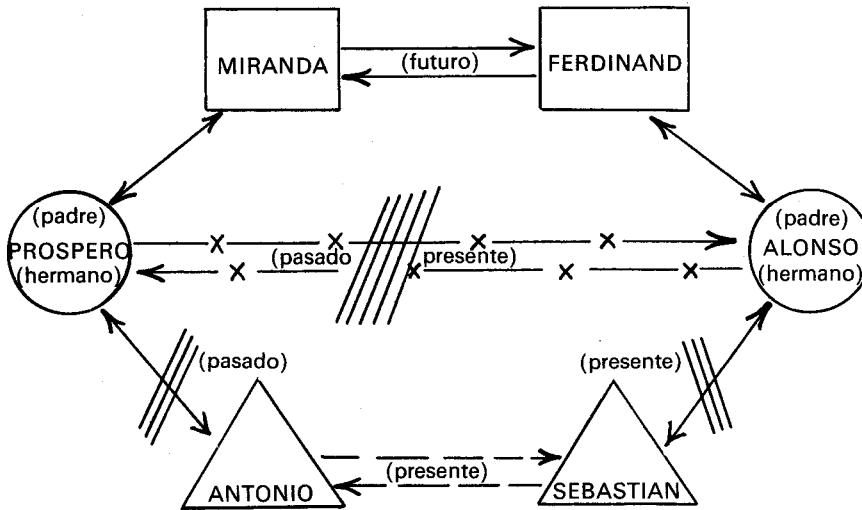 MIRANDA
(futuro)
FERDINAND
(padre)
PROSPERO
(hermano)
(pasado
presente)
(padre)
ALONSO
(hermano)
(pasado)
(presente)
ANTONIO
(presente)
SEBASTIAN